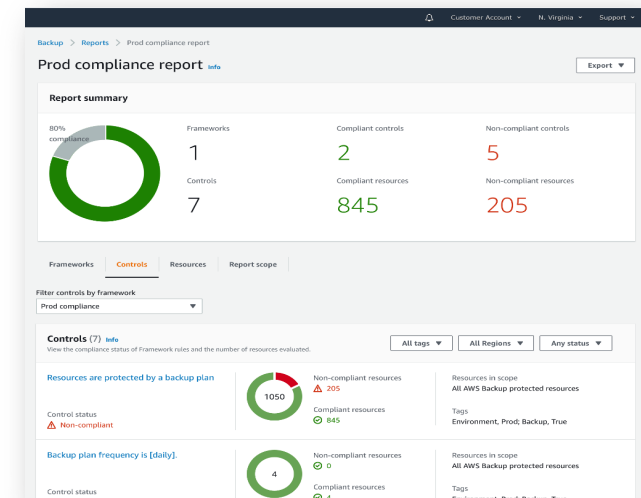 Customer Account
N. Virginia
Support
Backup > Reports > Prod compliance report
Prod compliance report Info
Export
Report summary
80%
compliance
Frameworks
1
Compliant controls
2
Non-compliant controls
5
Controls
7
Compliant resources
845
Non-compliant resources
205
Frameworks
Controls
Resources
Report scope
Filter controls by framework
Prod compliance
Controls (7) Info
View the compliance status of Framework rules and the number of resources evaluated.
All tags
All Regions
Any status
Resources are protected by a backup plan
Control status
Non-compliant
1050
Non-compliant resources
205
Compliant resources
845
Resources in scope
All AWS Backup protected resources
Tags
Environment, Prod; Backup, True
Backup plan frequency is [daily].
Control status
4
Non-compliant resources
0
Compliant resources
4
Resources in scope
All AWS Backup protected resources
Tags
Environment, Prod; Backup, True